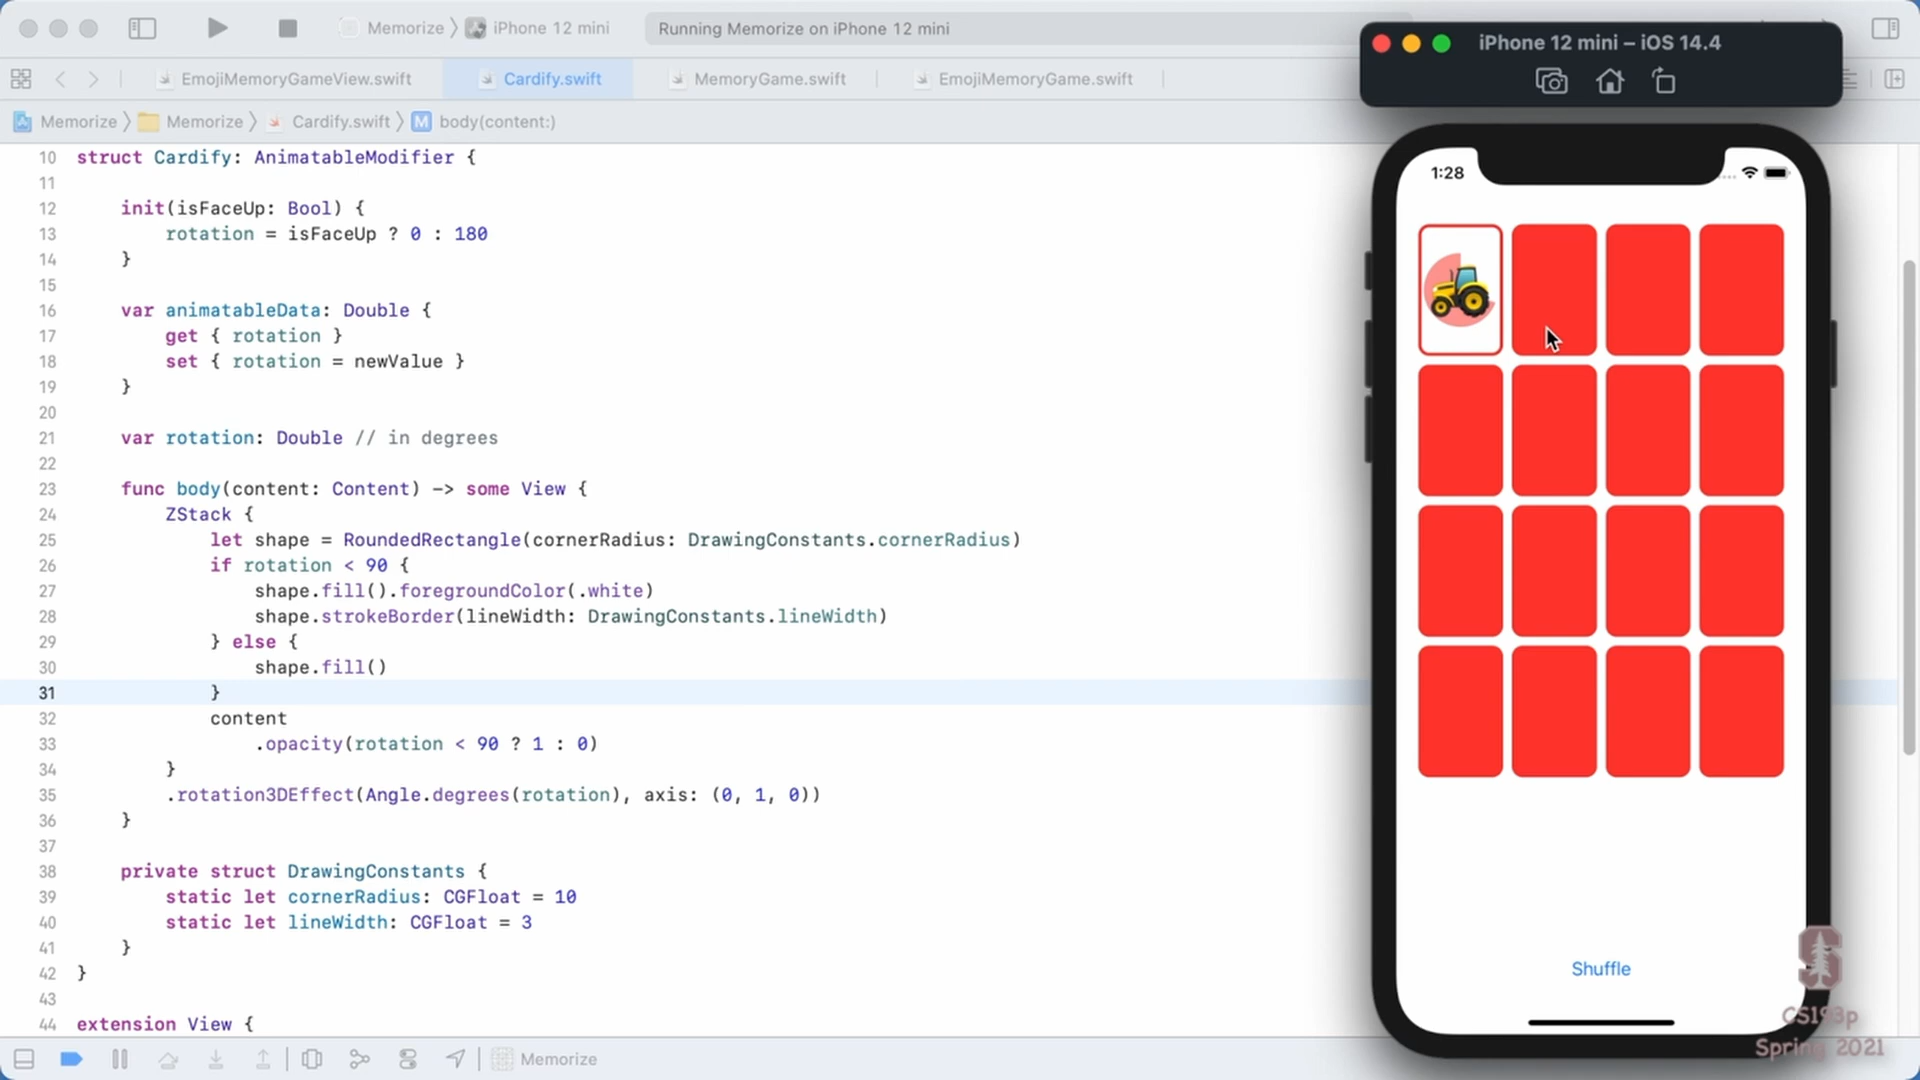 Memorize 〉 iPhone 12 mini
Running Memorize on iPhone 12 mini
iPhone 12 mini – iOS 14.4
EmojiMemoryGameView.swift
Cardify.swift
MemoryGame.swift
EmojiMemoryGame.swift
Memorize 〉 Memorize 〉 Cardify.swift 〉 M body(content:)
10 struct Cardify: AnimatableModifier {
11
12 init(isFaceUp: Bool) {
13 rotation = isFaceUp ? 0 : 180
14 }
15
16 var animatableData: Double {
17 get { rotation }
18 set { rotation = newValue }
19 }
20
21 var rotation: Double // in degrees
22
23 func body(content: Content) -> some View {
24 ZStack {
25 let shape = RoundedRectangle(cornerRadius: DrawingConstants.cornerRadius)
26 if rotation < 90 {
27 shape.fill().foregroundColor(.white)
28 shape.strokeBorder(lineWidth: DrawingConstants.lineWidth)
29 } else {
30 shape.fill()
31 }
32 content
33 .opacity(rotation < 90 ? 1 : 0)
34 }
35 .rotation3DEffect(Angle.degrees(rotation), axis: (0, 1, 0))
36 }
37
38 private struct DrawingConstants {
39 static let cornerRadius: CGFloat = 10
40 static let lineWidth: CGFloat = 3
41 }
42 }
43
44 extension View {
Memorize
1:28
Shuffle
S
CS193p
Spring 2021